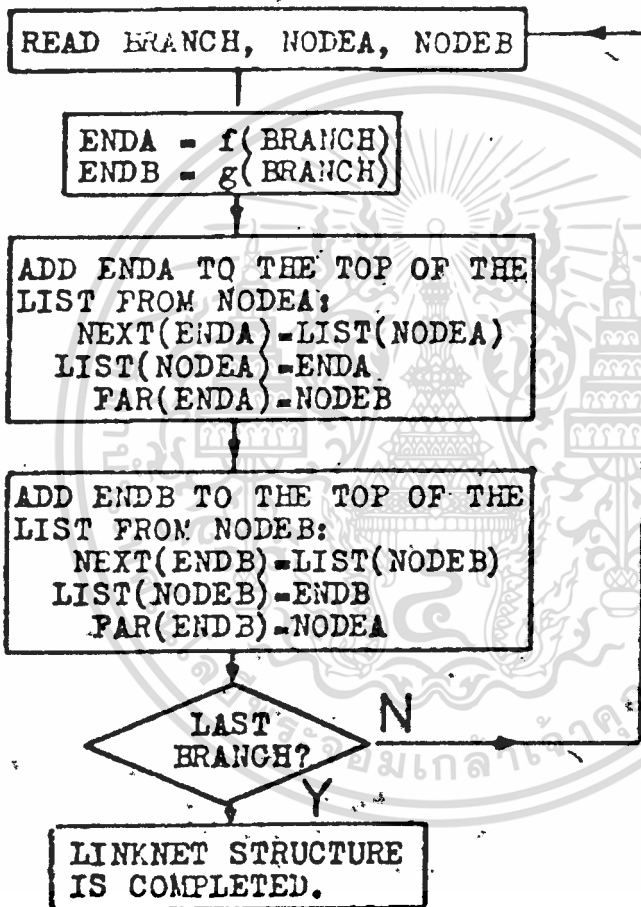 READ BRANCH, NODEA, NODEB
ENDA = f(BRANCH)
ENDB = g(BRANCH)
ADD ENDA TO THE TOP OF THE
LIST FROM NODEA:
NEXT(ENDA)=LIST(NODEA)
LIST(NODEA)=ENDA
FAR(ENDA)=NODEB
ADD ENDB TO THE TOP OF THE
LIST FROM NODEB:
NEXT(ENDB)=LIST(NODEB)
LIST(NODEB)=ENDB
FAR(ENDB)=NODEA
LAST
BRANCH?
N
Y
LINKNET STRUCTURE
IS COMPLETED.